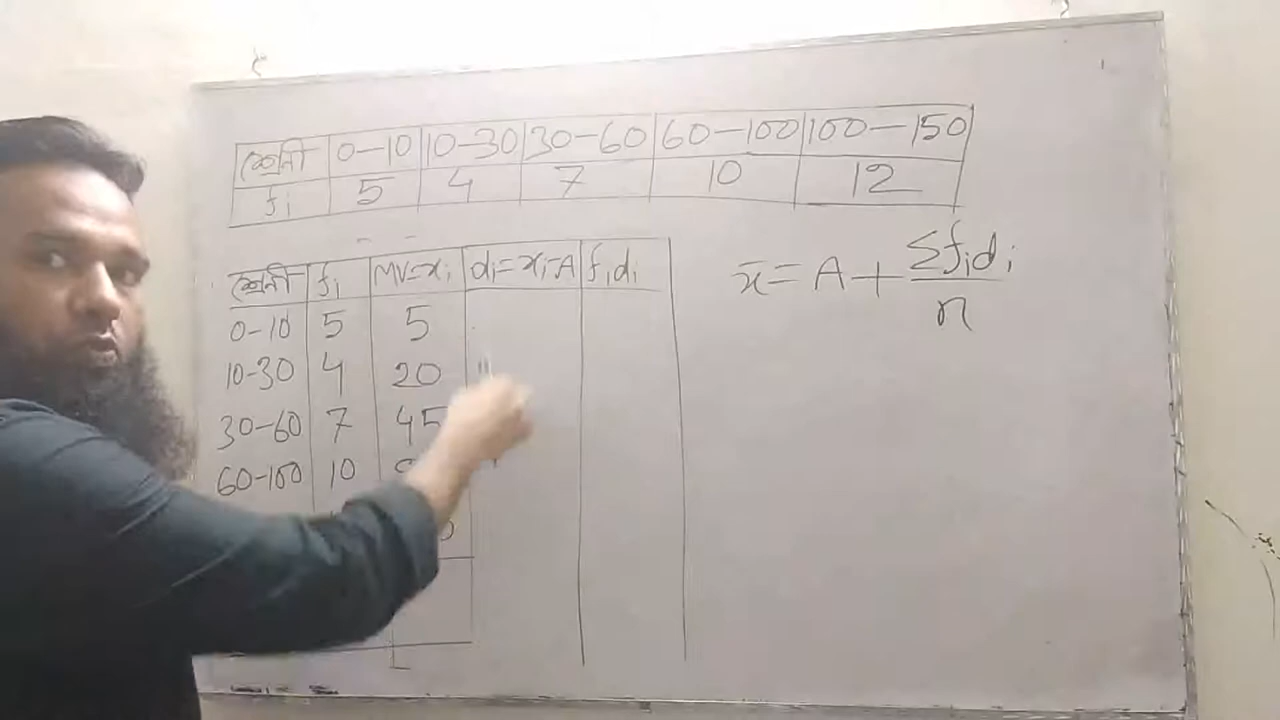 শ্রেণী 0-10 10-30 30-60 60-100 100-150
fi 5 4 7 10 12
শ্রেণী fi MV=xi di=xi-A fidi
0-10 5 5
10-30 4 20
30-60 7 45
60-100 10
x̄ = A + Σfidi/n